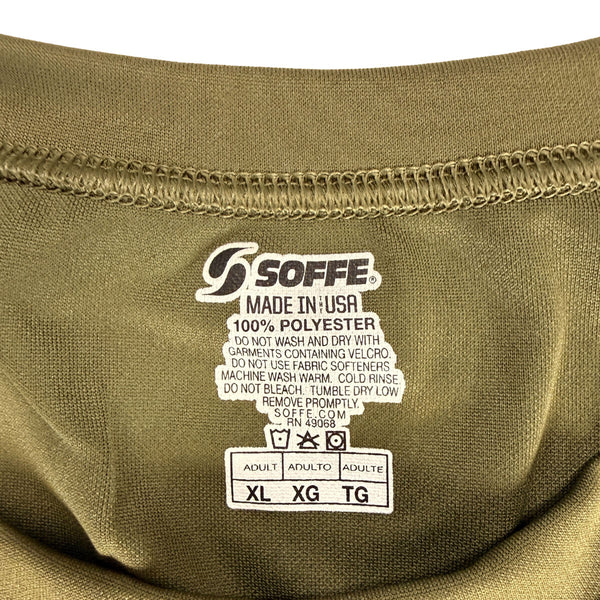 SOFFE®
MADE IN THE USA
100% POLYESTER
DO NOT WASH AND DRY WITH
GARMENTS CONTAINING VELCRO.
DO NOT USE FABRIC SOFTENERS
MACHINE WASH WARM. COLD RINSE.
DO NOT BLEACH. TUMBLE DRY LOW
REMOVE PROMPTLY.
SOFFE.COM
RN 49068
ADULT ADULTO ADULTE
XL XG TG